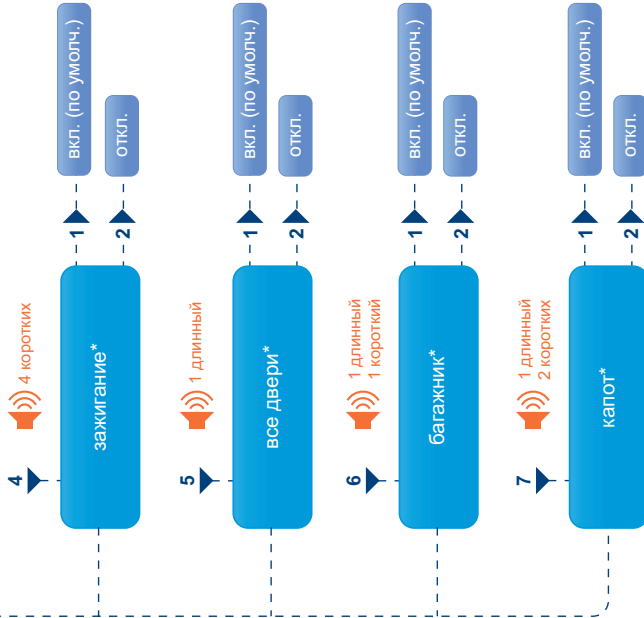 4
4 коротких
зажигание*
1
вкл. (по умолч.)
2
откл.
5
1 длинный
все двери*
1
вкл. (по умолч.)
2
откл.
6
1 длинный
1 короткий
багажник*
1
вкл. (по умолч.)
2
откл.
7
1 длинный
2 коротких
капот*
1
вкл. (по умолч.)
2
откл.